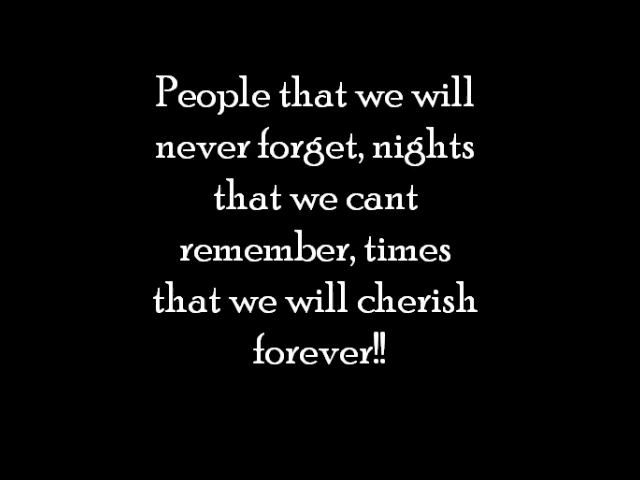 People that we will
never forget, nights
that we cant
remember, times
that we will cherish
forever!!